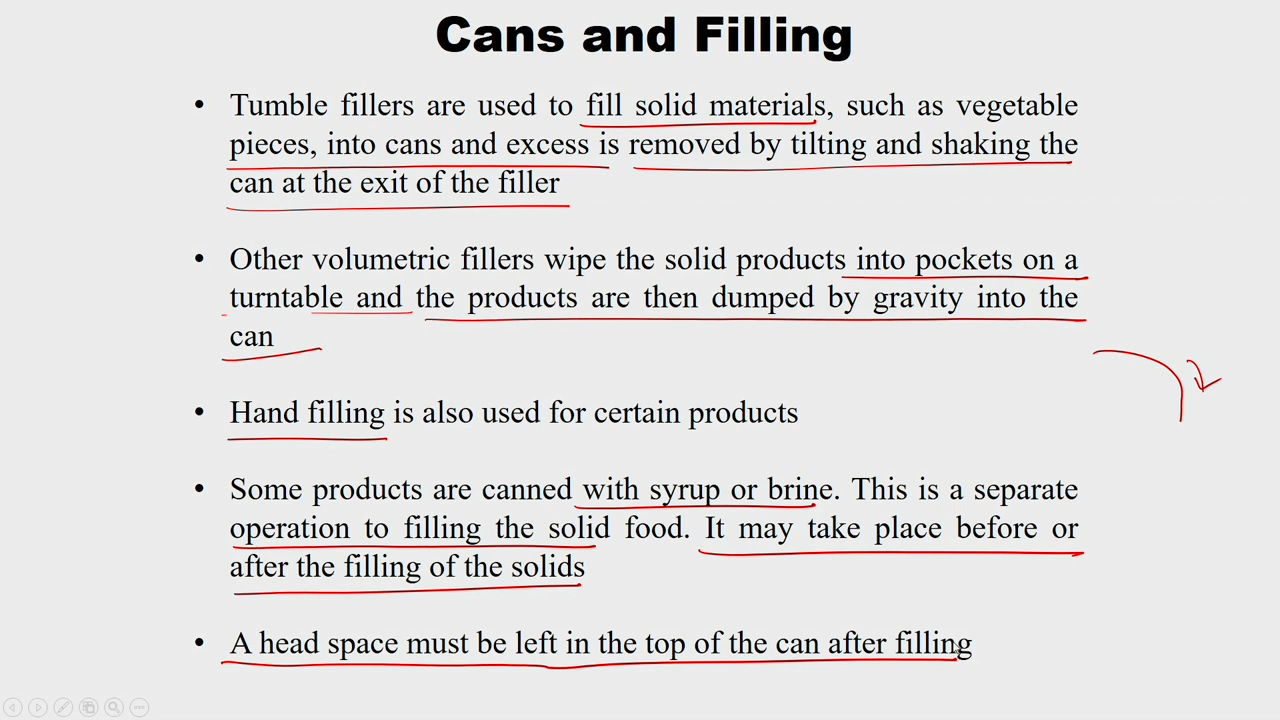 Cans and Filling
• Tumble fillers are used to fill solid materials, such as vegetable
pieces, into cans and excess is removed by tilting and shaking the
can at the exit of the filler
• Other volumetric fillers wipe the solid products into pockets on a
turntable and the products are then dumped by gravity into the
can
• Hand filling is also used for certain products
• Some products are canned with syrup or brine. This is a separate
operation to filling the solid food. It may take place before or
after the filling of the solids
• A head space must be left in the top of the can after filling